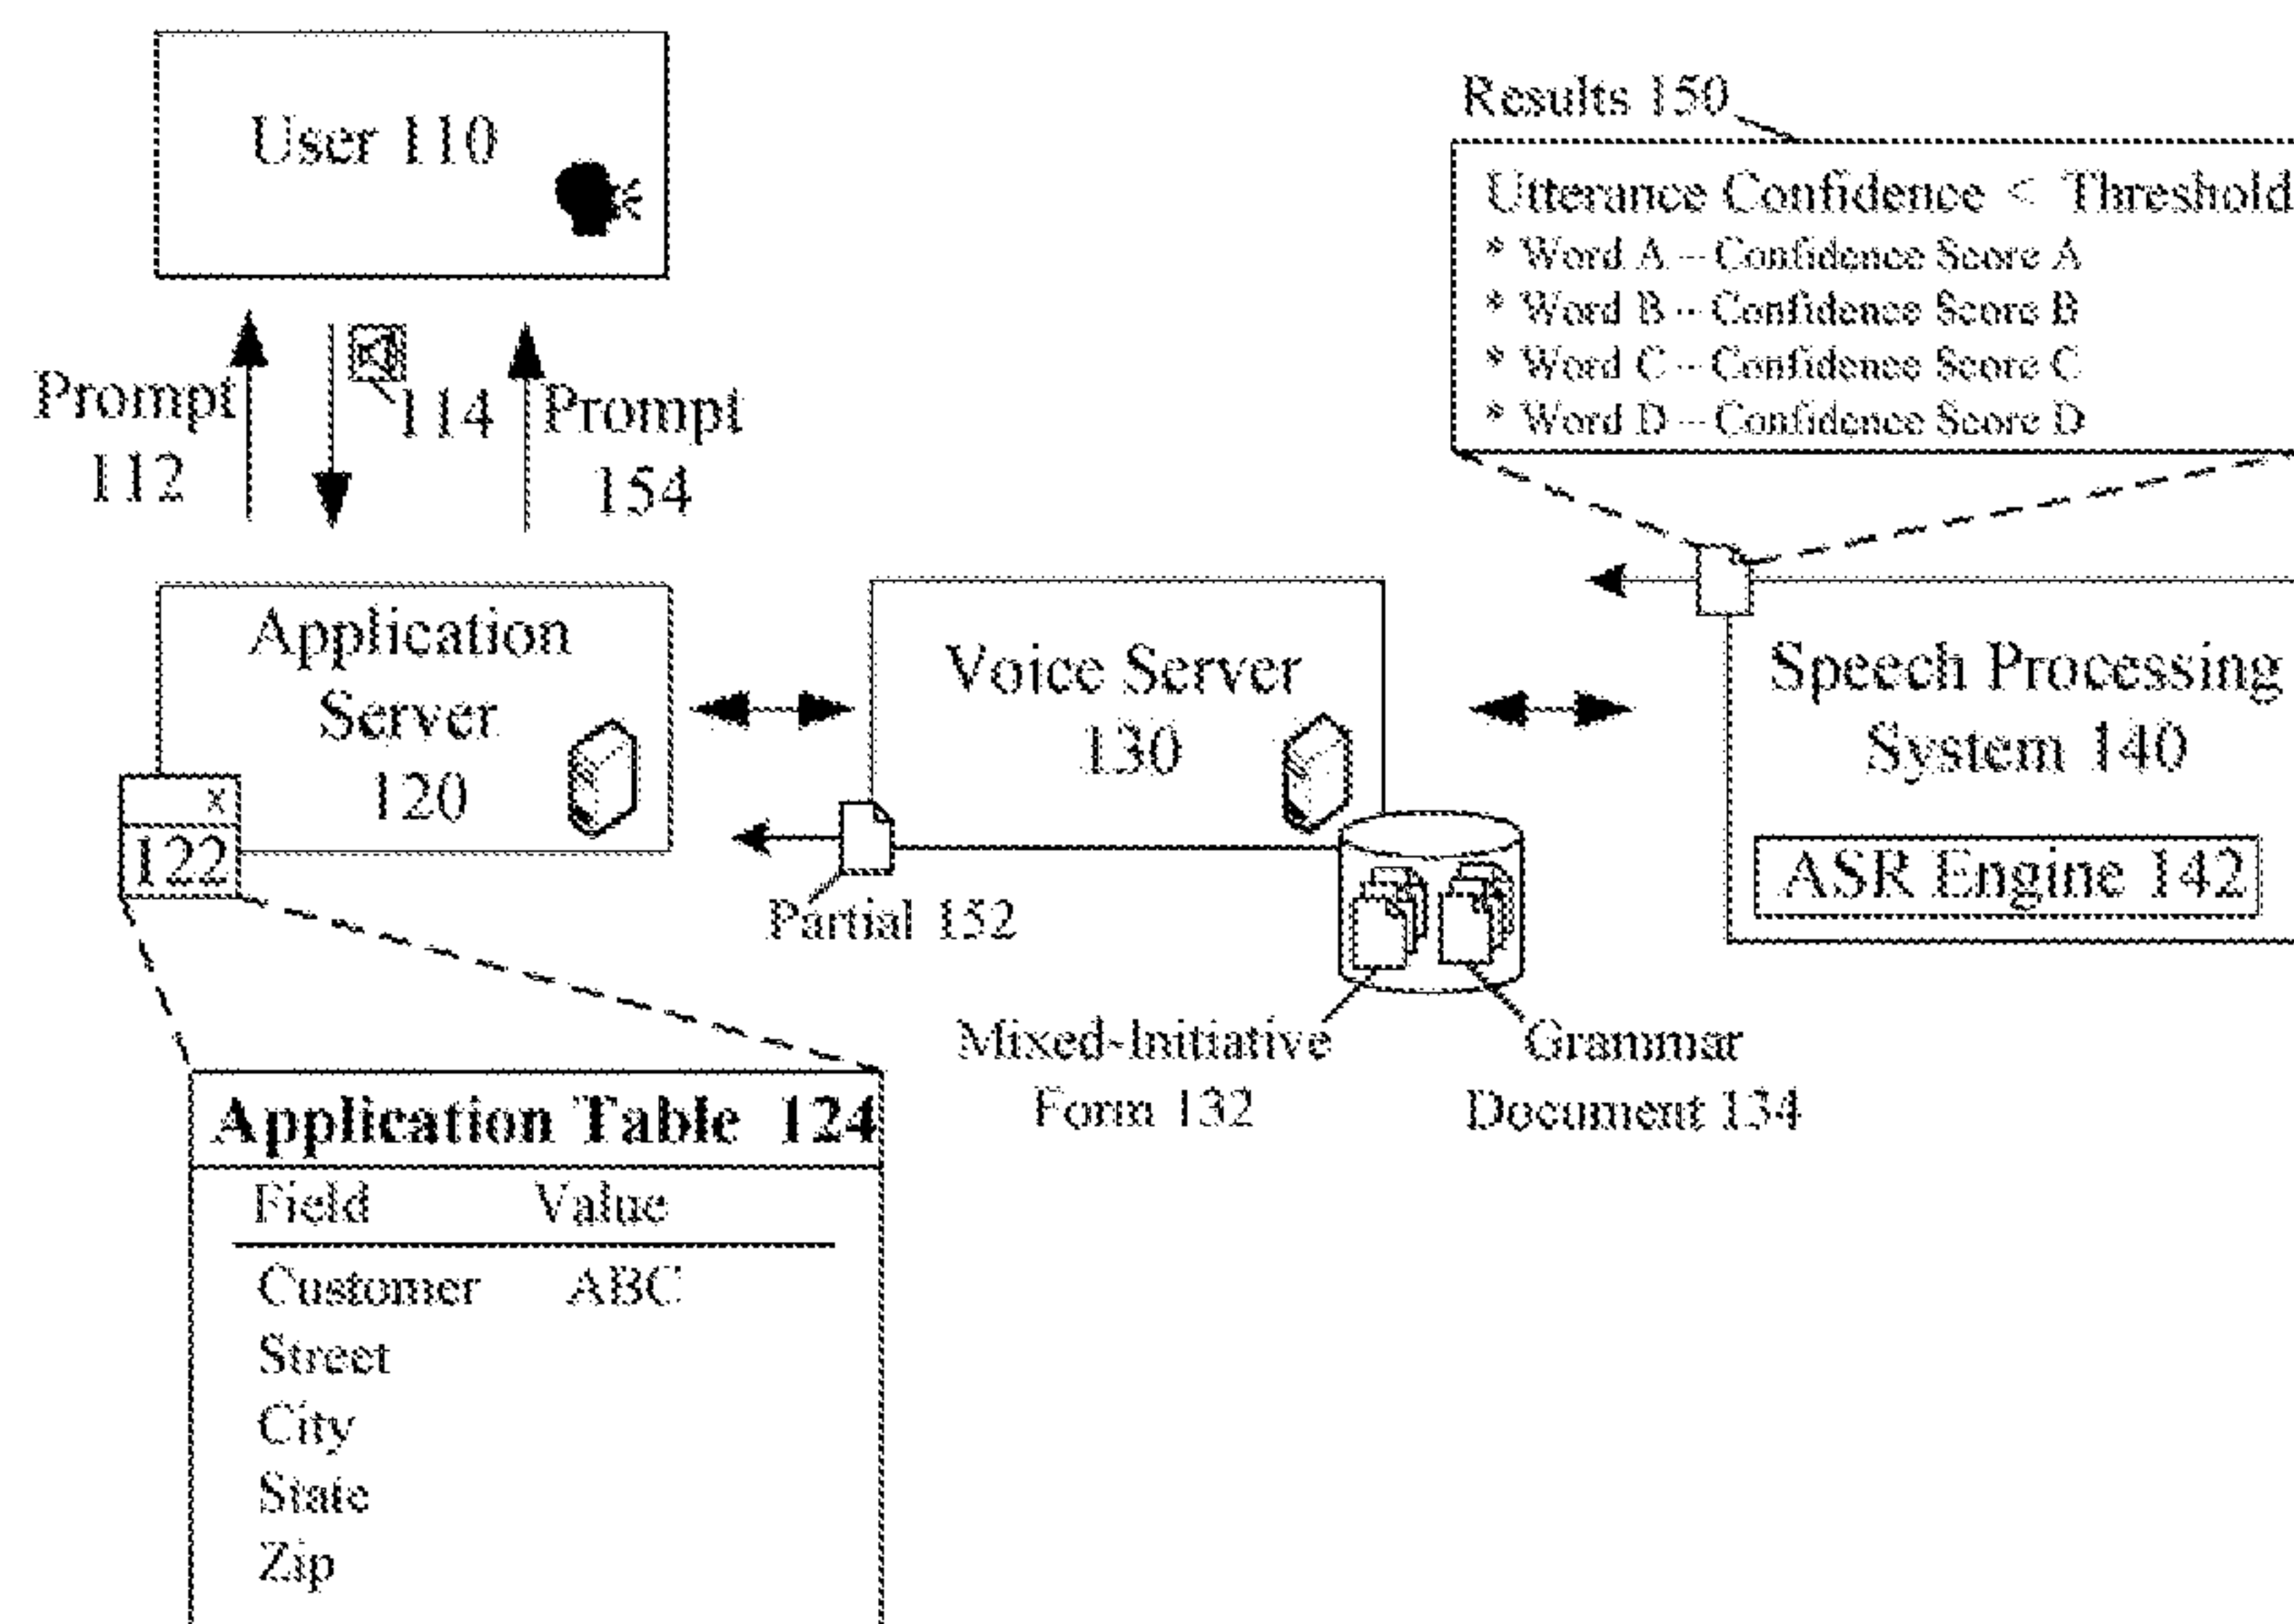 User 110
Prompt
112
114
Prompt
154
Results 150
Utterance Confidence < Threshold
* Word A -- Confidence Score A
* Word B -- Confidence Score B
* Word C -- Confidence Score C
* Word D -- Confidence Score D
Application
Server
120
x
122
Voice Server
130
Speech Processing
System 140
ASR Engine 142
Partial 152
Mixed-Initiative
Form 132
Grammar
Document 134
Application Table 124
Field Value
Customer ABC
Street
City
State
Zip